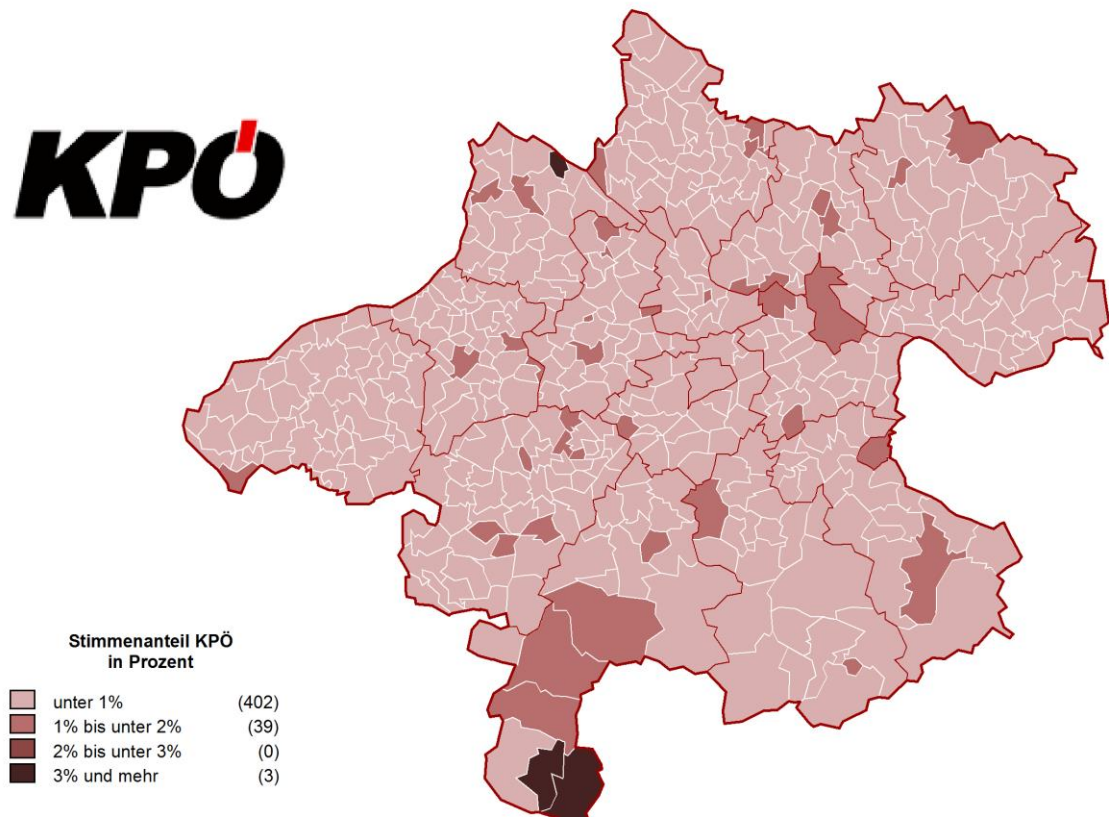 KPÖ
Stimmenanteil KPÖ
in Prozent
unter 1% (402)
1% bis unter 2% (39)
2% bis unter 3% (0)
3% und mehr (3)